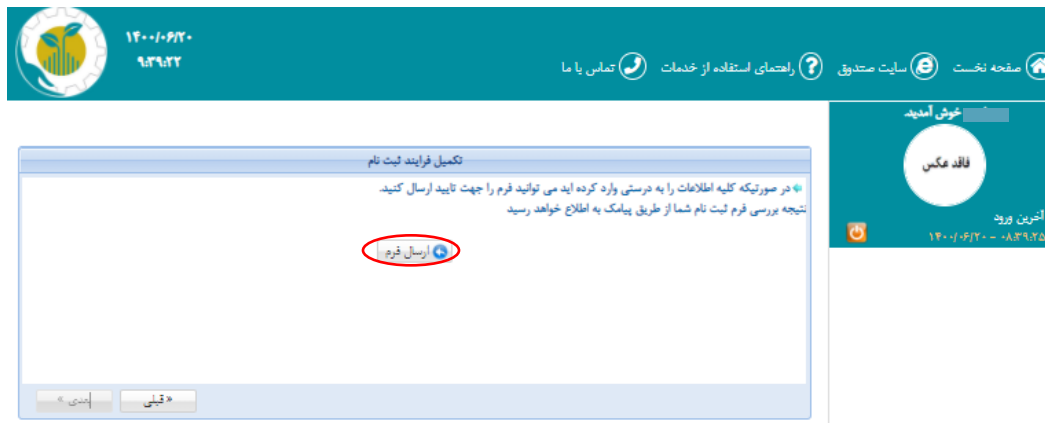 ۱۴۰۰/۰۶/۲۰
۹:۳۹:۲۲
صفحه نخست
سایت صندوق
راهنمای استفاده از خدمات
تماس با ما
خوش آمدید.
فاقد عکس
آخرین ورود
۱۴۰۰/۰۶/۲۰ - ۰۸:۳۹:۲۵
تکمیل فرایند ثبت نام
در صورتیکه کلیه اطلاعات را به درستی وارد کرده اید می توانید فرم را جهت تایید ارسال کنید.
نتیجه بررسی فرم ثبت نام شما از طریق پیامک به اطلاع خواهد رسید
ارسال فرم
« قبلی
بعدی »